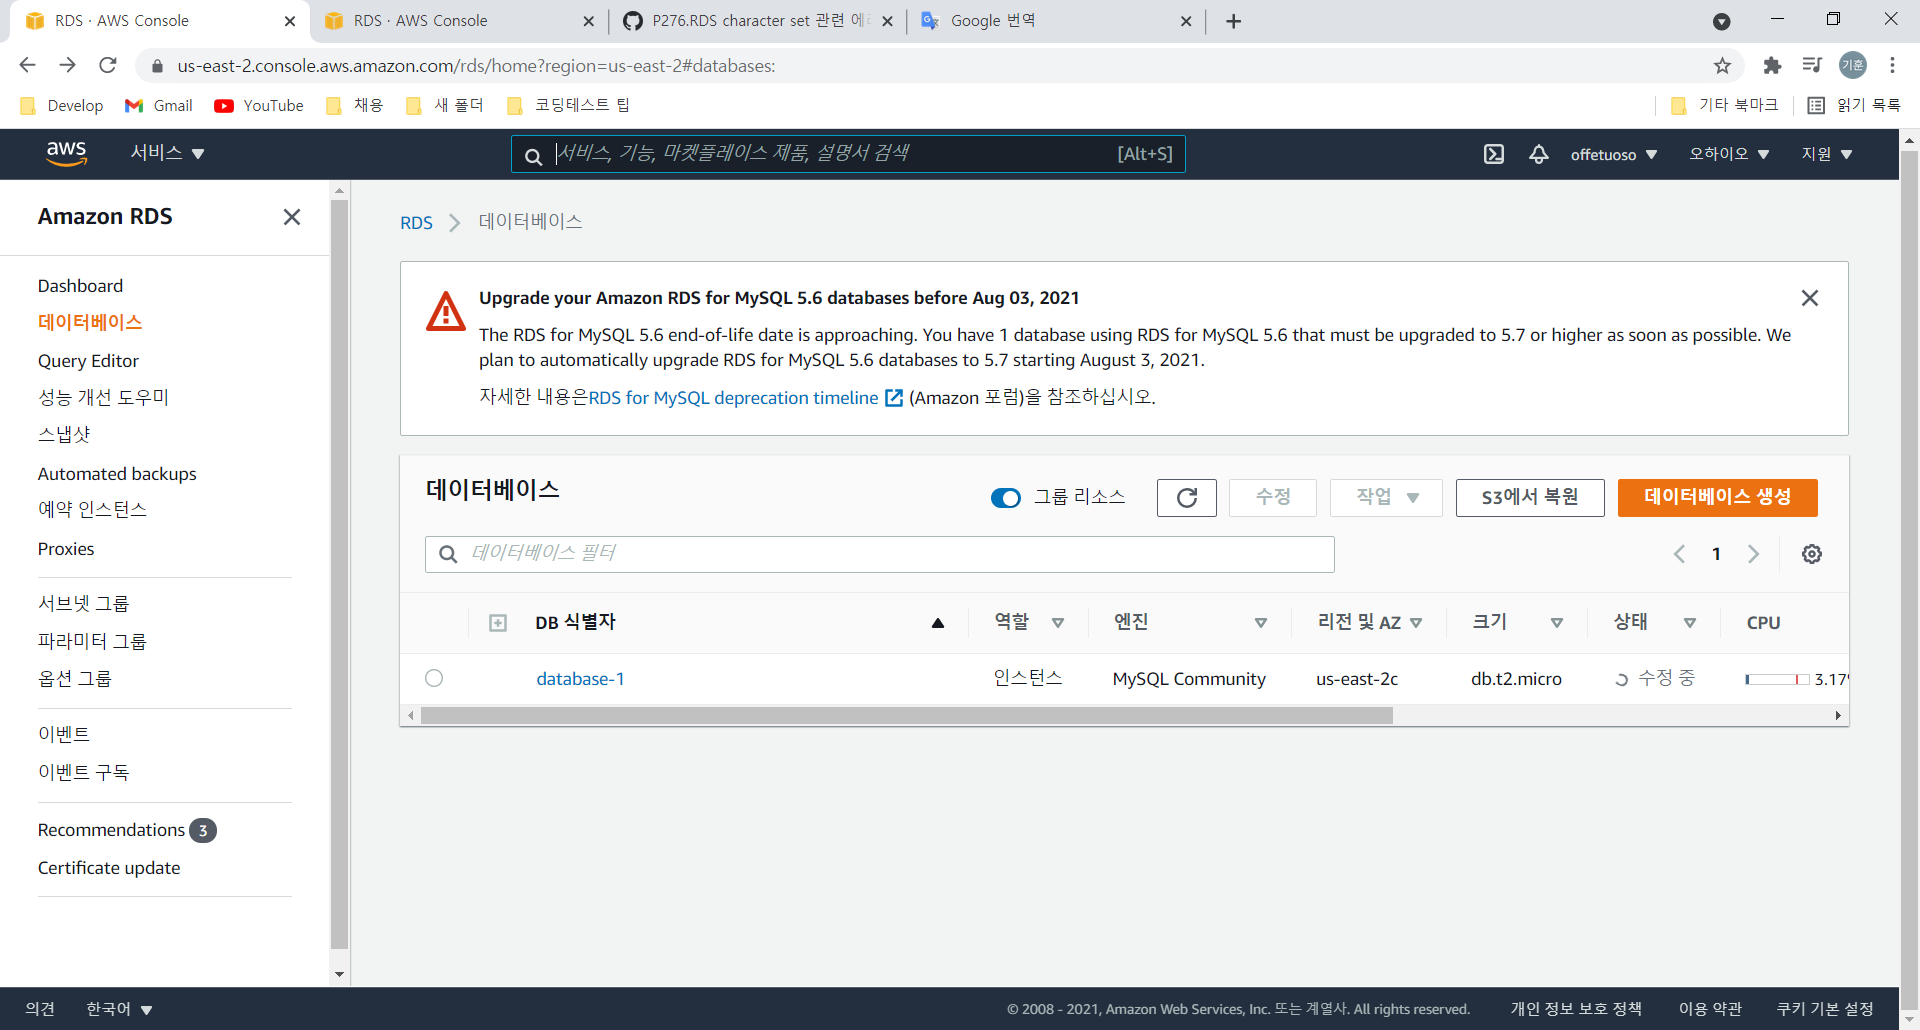 RDS · AWS Console
RDS · AWS Console
P276.RDS character set 관련 에러
Google 번역
us-east-2.console.aws.amazon.com/rds/home?region=us-east-2#databases:
기훈
Develop
Gmail
YouTube
채용
새 폴더
코딩테스트 팁
기타 북마크
읽기 목록
aws
서비스
서비스, 기능, 마켓플레이스 제품, 설명서 검색
[Alt+S]
offetuoso
오하이오
지원
Amazon RDS
Dashboard
데이터베이스
Query Editor
성능 개선 도우미
스냅샷
Automated backups
예약 인스턴스
Proxies
서브넷 그룹
파라미터 그룹
옵션 그룹
이벤트
이벤트 구독
Recommendations 3
Certificate update
RDS
데이터베이스
Upgrade your Amazon RDS for MySQL 5.6 databases before Aug 03, 2021
The RDS for MySQL 5.6 end-of-life date is approaching. You have 1 database using RDS for MySQL 5.6 that must be upgraded to 5.7 or higher as soon as possible. We
plan to automatically upgrade RDS for MySQL 5.6 databases to 5.7 starting August 3, 2021.
자세한 내용은RDS for MySQL deprecation timeline (Amazon 포럼)을 참조하십시오.
데이터베이스
그룹 리소스
수정
작업
S3에서 복원
데이터베이스 생성
데이터베이스 필터
1
DB 식별자
역할
엔진
리전 및 AZ
크기
상태
CPU
database-1
인스턴스
MySQL Community
us-east-2c
db.t2.micro
수정 중
3.17
의견
한국어
© 2008 - 2021, Amazon Web Services, Inc. 또는 계열사. All rights reserved.
개인 정보 보호 정책
이용 약관
쿠키 기본 설정